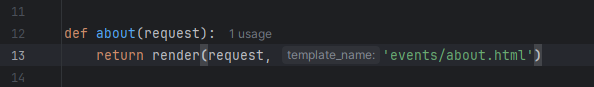 11
12 def about(request): 1 usage
13 return render(request, template_name: 'events/about.html')
14